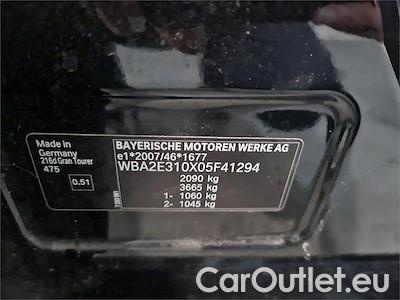 Made in
Germany
216d Gran Tourer
475
0.51
BAYERISCHE MOTOREN WERKE AG
e1*2007/46*1677
WBA2E310X05F41294
2090 kg
3665 kg
1- 1060 kg
2- 1045 kg
CarOutlet.eu